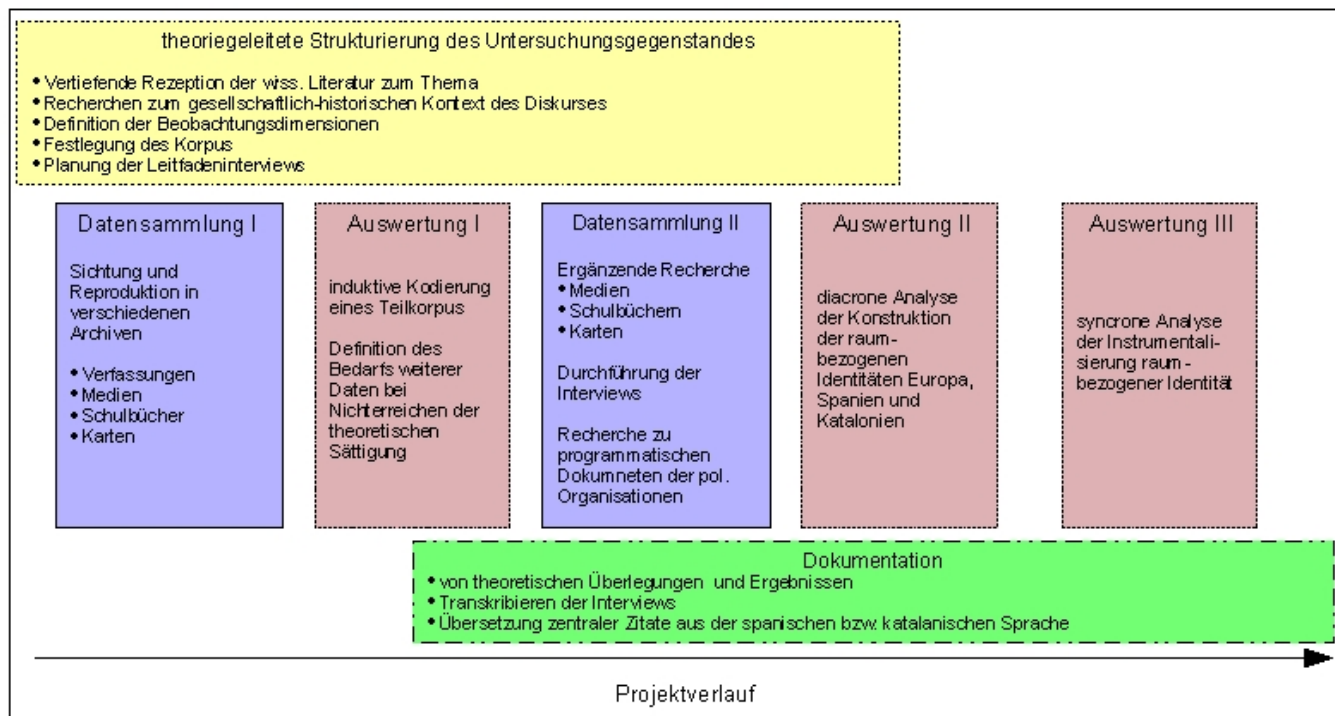 theoriegeleitete Strukturierung des Untersuchungsgegenstandes
• Vertiefende Rezeption der wiss. Literatur zum Thema
• Recherchen zum gesellschaftlich-historischen Kontext des Diskurses
• Definition der Beobachtungsdimensionen
• Festlegung des Korpus
• Planung der Leitfadeninterviews
Datensammlung I
Sichtung und
Reproduktion in
verschiedenen
Archiven
• Verfassungen
• Medien
• Schulbücher
• Karten
Auswertung I
induktive Kodierung
eines Teilkorpus
Definition des
Bedarfs weiterer
Daten bei
Nichterreichen der
theoretischen
Sättigung
Datensammlung II
Ergänzende Recherche
• Medien
• Schulbüchern
• Karten
Durchführung der
Interviews
Recherche zu
programmatischen
Dokumneten der pol.
Organisationen
Auswertung II
diacrone Analyse
der Konstruktion
der raum-
bezogenen
Identitäten Europa,
Spanien und
Katalonien
Auswertung III
syncrone Analyse
der Instrumentali-
sierung raum-
bezogener Identität
Dokumentation
• von theoretischen Überlegungen und Ergebnissen
• Transkribieren der Interviews
• Übersetzung zentraler Zitate aus der spanischen bzw. katalanischen Sprache
Projektverlauf